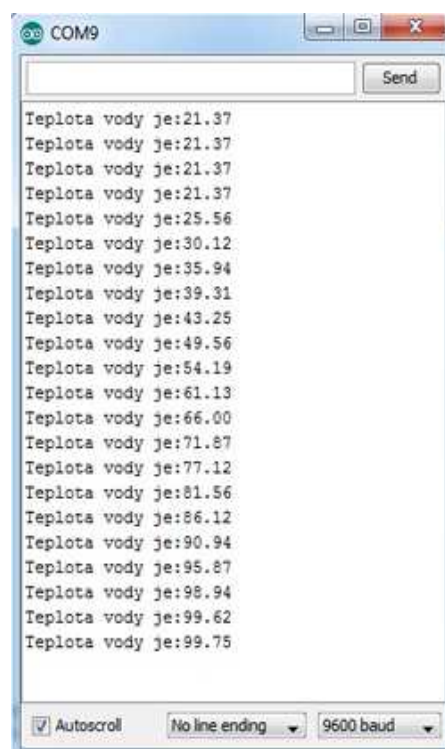 COM9
Send
Teplota vody je:21.37
Teplota vody je:21.37
Teplota vody je:21.37
Teplota vody je:21.37
Teplota vody je:25.56
Teplota vody je:30.12
Teplota vody je:35.94
Teplota vody je:39.31
Teplota vody je:43.25
Teplota vody je:49.56
Teplota vody je:54.19
Teplota vody je:61.13
Teplota vody je:66.00
Teplota vody je:71.87
Teplota vody je:77.12
Teplota vody je:81.56
Teplota vody je:86.12
Teplota vody je:90.94
Teplota vody je:95.87
Teplota vody je:98.94
Teplota vody je:99.62
Teplota vody je:99.75
Autoscroll No line ending 9600 baud